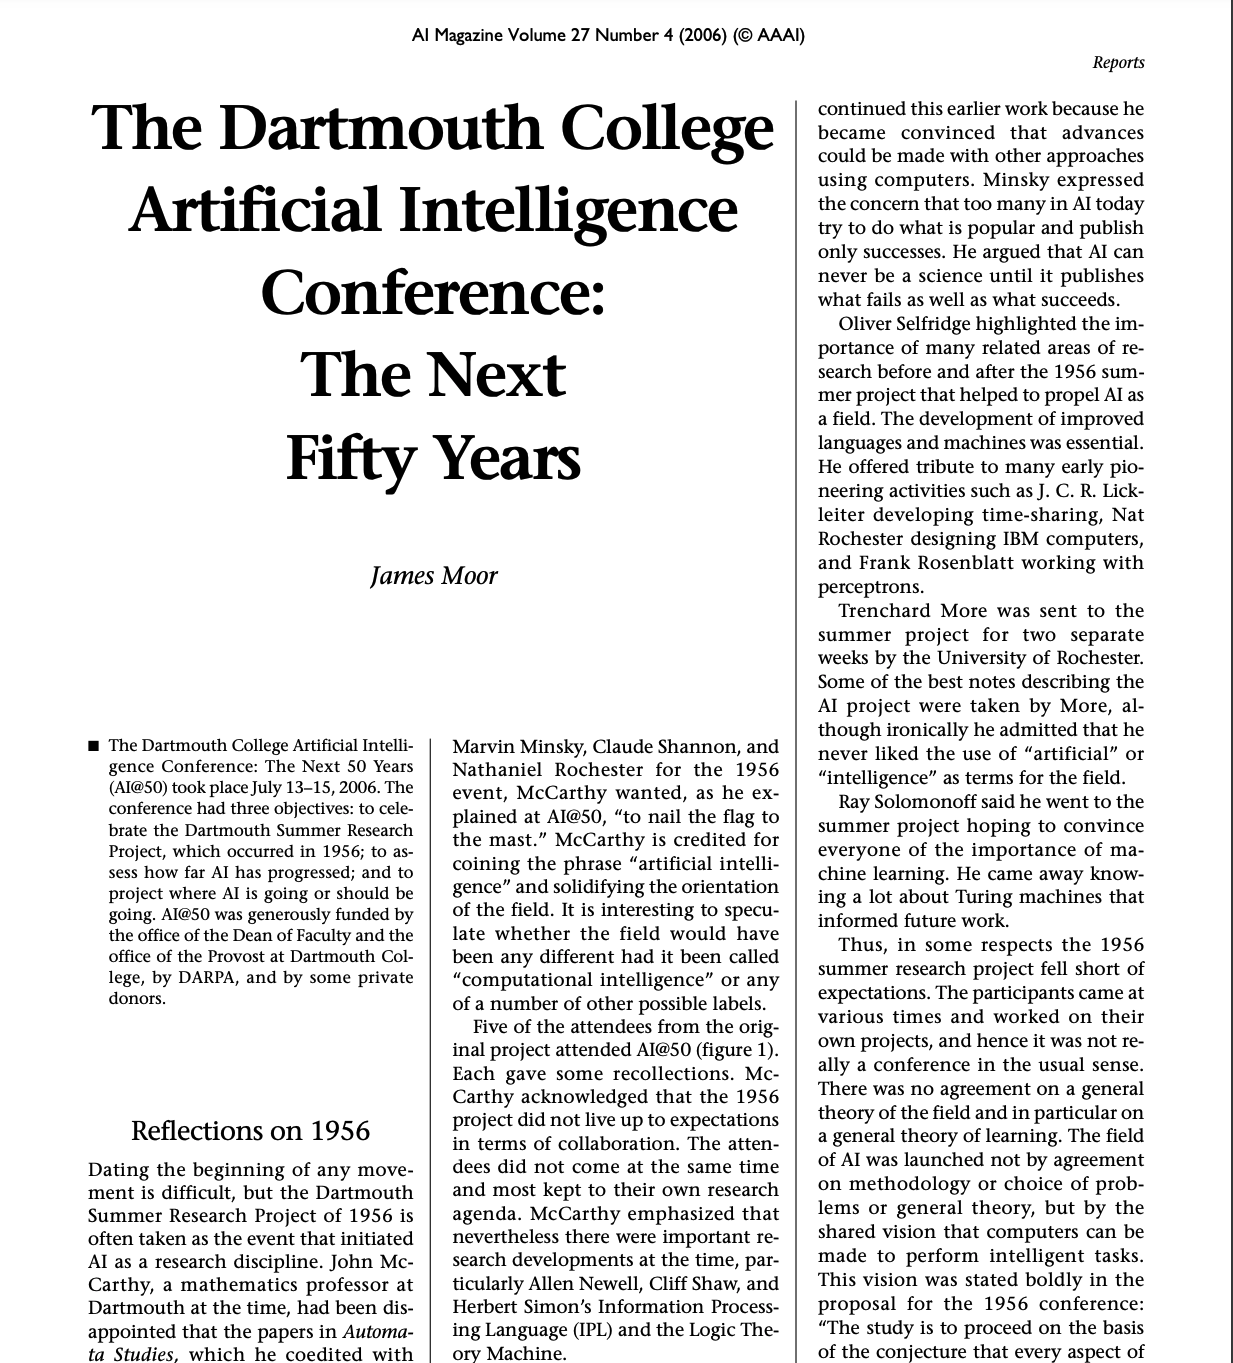 AI Magazine Volume 27 Number 4 (2006) (© AAAI)
Reports
The Dartmouth College
Artificial Intelligence
Conference:
The Next
Fifty Years
James Moor
■ The Dartmouth College Artificial Intelli-
gence Conference: The Next 50 Years
(AI@50) took place July 13–15, 2006. The
conference had three objectives: to cele-
brate the Dartmouth Summer Research
Project, which occurred in 1956; to as-
sess how far AI has progressed; and to
project where AI is going or should be
going. AI@50 was generously funded by
the office of the Dean of Faculty and the
office of the Provost at Dartmouth Col-
lege, by DARPA, and by some private
donors.
Reflections on 1956
Dating the beginning of any move-
ment is difficult, but the Dartmouth
Summer Research Project of 1956 is
often taken as the event that initiated
AI as a research discipline. John Mc-
Carthy, a mathematics professor at
Dartmouth at the time, had been dis-
appointed that the papers in Automa-
ta Studies, which he coedited with
Marvin Minsky, Claude Shannon, and
Nathaniel Rochester for the 1956
event, McCarthy wanted, as he ex-
plained at AI@50, “to nail the flag to
the mast.” McCarthy is credited for
coining the phrase “artificial intelli-
gence” and solidifying the orientation
of the field. It is interesting to specu-
late whether the field would have
been any different had it been called
“computational intelligence” or any
of a number of other possible labels.
Five of the attendees from the orig-
inal project attended AI@50 (figure 1).
Each gave some recollections. Mc-
Carthy acknowledged that the 1956
project did not live up to expectations
in terms of collaboration. The atten-
dees did not come at the same time
and most kept to their own research
agenda. McCarthy emphasized that
nevertheless there were important re-
search developments at the time, par-
ticularly Allen Newell, Cliff Shaw, and
Herbert Simon’s Information Process-
ing Language (IPL) and the Logic The-
ory Machine.
continued this earlier work because he
became convinced that advances
could be made with other approaches
using computers. Minsky expressed
the concern that too many in AI today
try to do what is popular and publish
only successes. He argued that AI can
never be a science until it publishes
what fails as well as what succeeds.
Oliver Selfridge highlighted the im-
portance of many related areas of re-
search before and after the 1956 sum-
mer project that helped to propel AI as
a field. The development of improved
languages and machines was essential.
He offered tribute to many early pio-
neering activities such as J. C. R. Lick-
leiter developing time-sharing, Nat
Rochester designing IBM computers,
and Frank Rosenblatt working with
perceptrons.
Trenchard More was sent to the
summer project for two separate
weeks by the University of Rochester.
Some of the best notes describing the
AI project were taken by More, al-
though ironically he admitted that he
never liked the use of “artificial” or
“intelligence” as terms for the field.
Ray Solomonoff said he went to the
summer project hoping to convince
everyone of the importance of ma-
chine learning. He came away know-
ing a lot about Turing machines that
informed future work.
Thus, in some respects the 1956
summer research project fell short of
expectations. The participants came at
various times and worked on their
own projects, and hence it was not re-
ally a conference in the usual sense.
There was no agreement on a general
theory of the field and in particular on
a general theory of learning. The field
of AI was launched not by agreement
on methodology or choice of prob-
lems or general theory, but by the
shared vision that computers can be
made to perform intelligent tasks.
This vision was stated boldly in the
proposal for the 1956 conference:
“The study is to proceed on the basis
of the conjecture that every aspect of